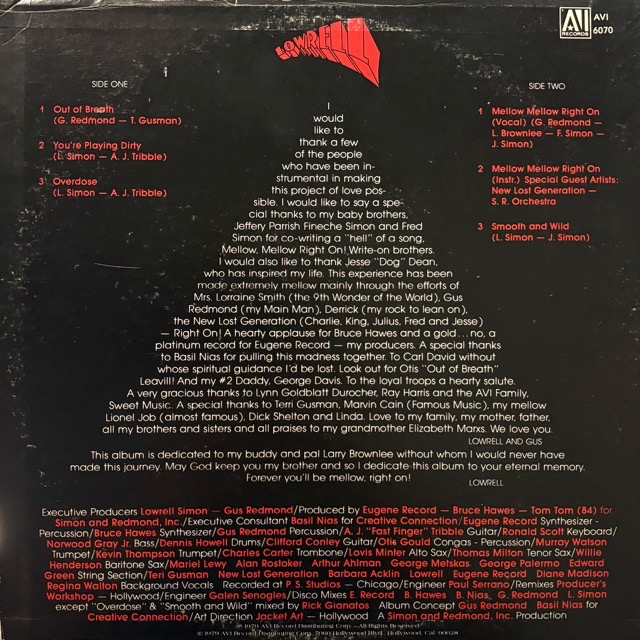 LOWRELL
AVI
RECORDS
AVI
6070
SIDE ONE
1 Out of Breath
(G. Redmond — T. Gusman)
2 You're Playing Dirty
(L. Simon — A. J. Tribble)
3 Overdose
(L. Simon — A. J. Tribble)
I
would
like to
thank a few
of the people
who have been in-
strumental in making
this project of love pos-
sible. I would like to say a spe-
cial thanks to my baby brothers,
Jeffery Parrish Fineche Simon and Fred
Simon for co-writing a "hell" of a song,
Mellow, Mellow Right On! Write-on brothers.
I would also like to thank Jesse "Dog" Dean,
who has inspired my life. This experience has been
made extremely mellow mainly through the efforts of
Mrs. Lorraine Smith (the 9th Wonder of the World), Gus
Redmond (my Main Man), Derrick (my rock to lean on),
the New Lost Generation (Charlie, King, Julius, Fred and Jesse)
— Right On! A hearty applause for Bruce Hawes and a gold...no, a
platinum record for Eugene Record — my producers. A special thanks
to Basil Nias for pulling this madness together. To Carl David without
whose spiritual guidance I'd be lost. Look out for Otis "Out of Breath"
Leavill! And my #2 Daddy, George Davis. To the loyal troops a hearty salute.
A very gracious thanks to Lynn Goldblatt Durocher, Ray Harris and the AVI Family,
Sweet Music. A special thanks to Terri Gusman, Marvin Cain (Famous Music), my mellow
Lionel Job (almost famous), Dick Shelton and Linda. Love to my family, my mother, father,
all my brothers and sisters and all praises to my grandmother Elizabeth Marxs. We love you.
LOWRELL AND GUS
This album is dedicated to my buddy and pal Larry Brownlee without whom I would never have
made this journey. May God keep you my brother and so I dedicate this album to your eternal memory.
Forever you'll be mellow, right on!
LOWRELL
SIDE TWO
1 Mellow Mellow Right On
(Vocal) (G. Redmond —
L. Brownlee — F. Simon —
J. Simon)
2 Mellow Mellow Right On
(Instr.) Special Guest Artists:
New Lost Generation —
S. R. Orchestra
3 Smooth and Wild
(L. Simon — J. Simon)
Executive Producers Lowrell Simon — Gus Redmond/Produced by Eugene Record — Bruce Hawes — Tom Tom (84) for
Simon and Redmond, Inc./Executive Consultant Basil Nias for Creative Connection/Eugene Record Synthesizer -
Percussion/Bruce Hawes Synthesizer/Gus Redmond Percussion/A. J. "Fast Finger" Tribble Guitar/Ronald Scott Keyboard/
Norwood Gray Jr. Bass/Dennis Howell Drums/Clifford Conley Guitar/Otis Gould Congas - Percussion/Murray Watson
Trumpet/Kevin Thompson Trumpet/Charles Carter Trombone/Lovis Minter Alto Sax/Thomas Milton Tenor Sax/Willie
Henderson Baritone Sax/Mariel Lewy Alan Rostoker Arthur Ahlman George Metskas George Palermo Edward
Green String Section/Teri Gusman New Lost Generation Barbara Acklin Lowrell Eugene Record Diane Madison
Regina Walton Background Vocals Recorded at P. S. Studios — Chicago/Engineer Paul Serrano/Remixes Producer's
Workshop — Hollywood/Engineer Galen Senogles/Disco Mixes E. Record B. Hawes B. Nias, G. Redmond L. Simon
except "Overdose" & "Smooth and Wild" mixed by Rick Gianatos Album Concept Gus Redmond Basil Nias for
Creative Connection/Art Direction Jacket Art — Hollywood A Simon and Redmond, Inc. Production
© 1979 AVI Record Distributing Corp. All Rights Reserved
© 1979 AVI Record Distributing Corp. 7060 Hollywood Blvd., Hollywood, Cal. 90028